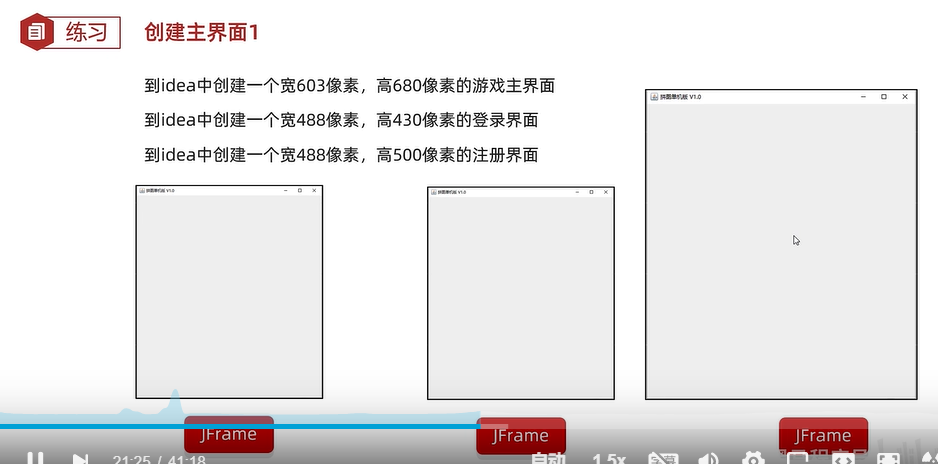 练习
创建主界面1
到idea中创建一个宽603像素，高680像素的游戏主界面
到idea中创建一个宽488像素，高430像素的登录界面
到idea中创建一个宽488像素，高500像素的注册界面
拼图单机版 V1.0
拼图单机版 V1.0
拼图单机版 V1.0
JFrame
JFrame
JFrame
21:25 / 41:18
自动
1.5x